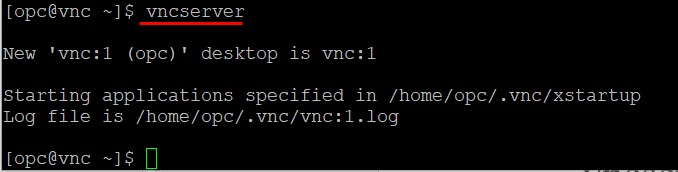 [opc@vnc ~]$ vncserver
New 'vnc:1 (opc)' desktop is vnc:1
Starting applications specified in /home/opc/.vnc/xstartup
Log file is /home/opc/.vnc/vnc:1.log
[opc@vnc ~]$